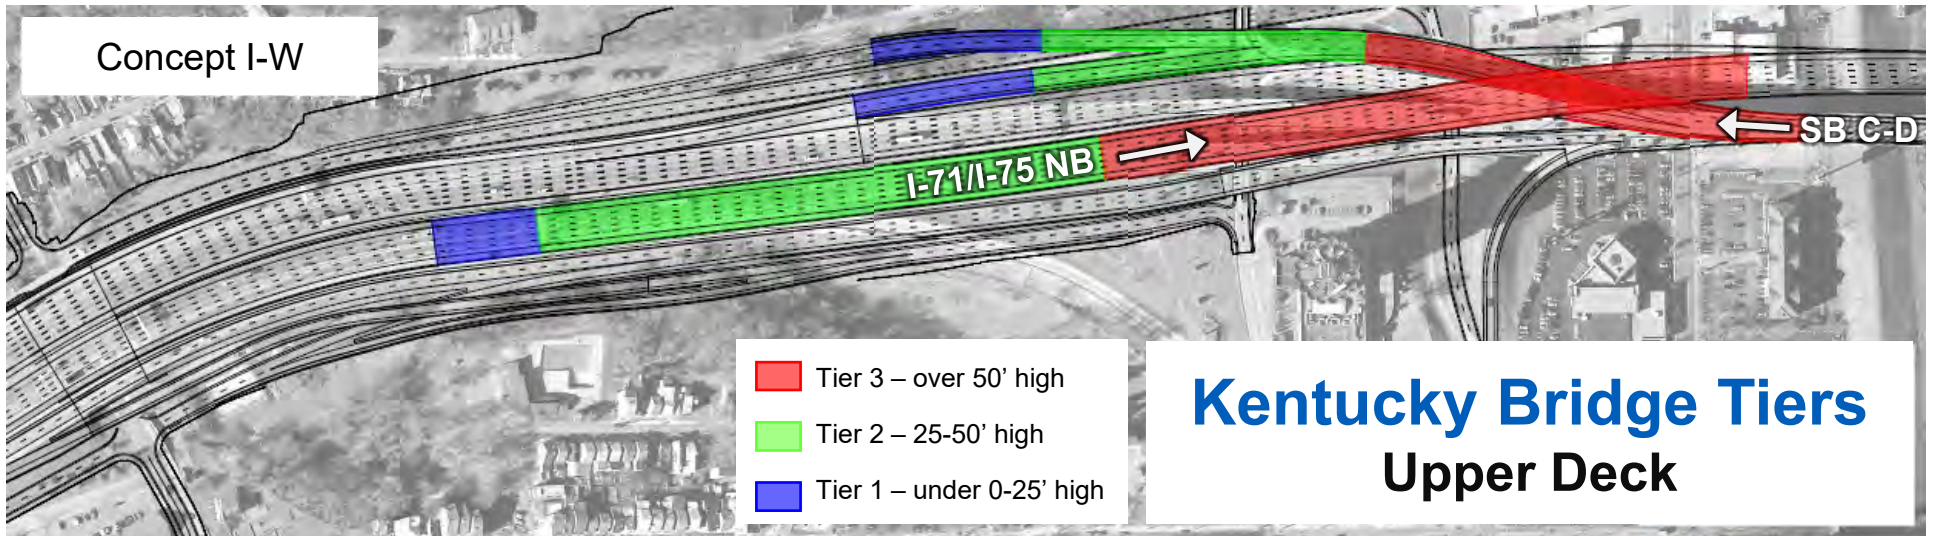 Concept I-W
SB C-D
I-71/I-75 NB
Tier 3 – over 50’ high
Tier 2 – 25-50’ high
Tier 1 – under 0-25’ high
Kentucky Bridge Tiers
Upper Deck